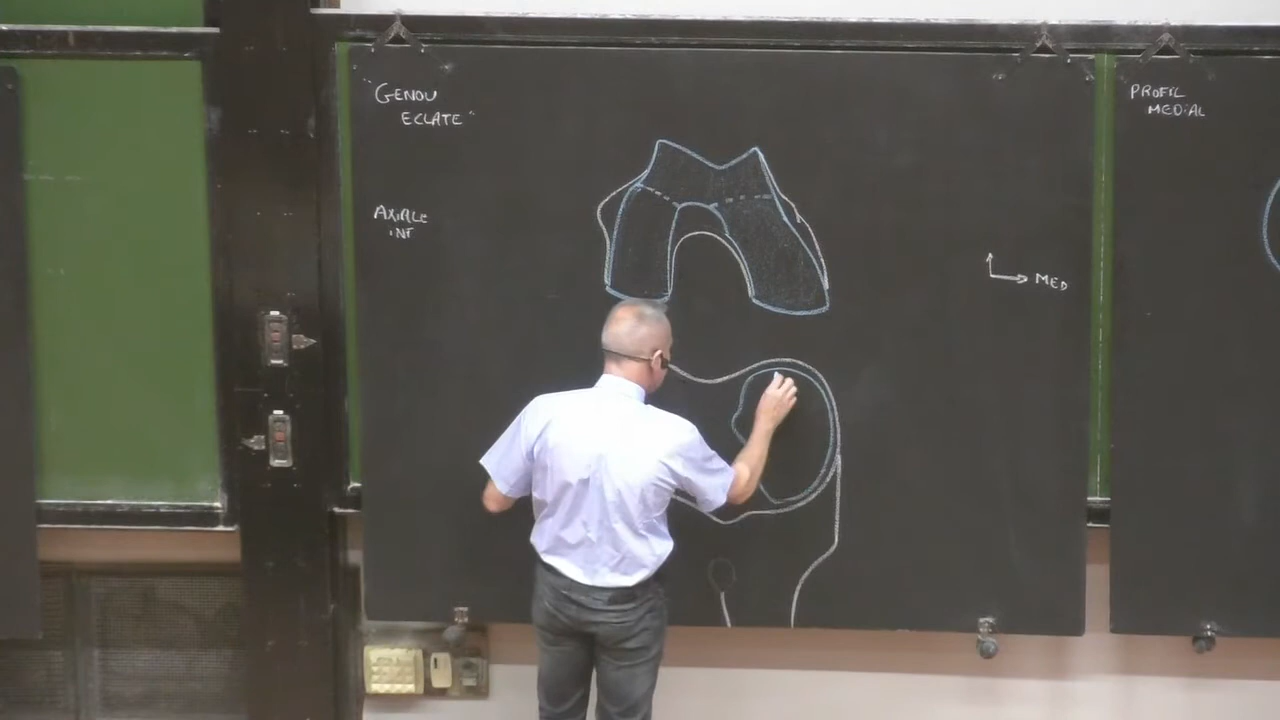 "GENOU
ECLATE"
AXIALE
INF
MED
PROFIL
MEDIAL